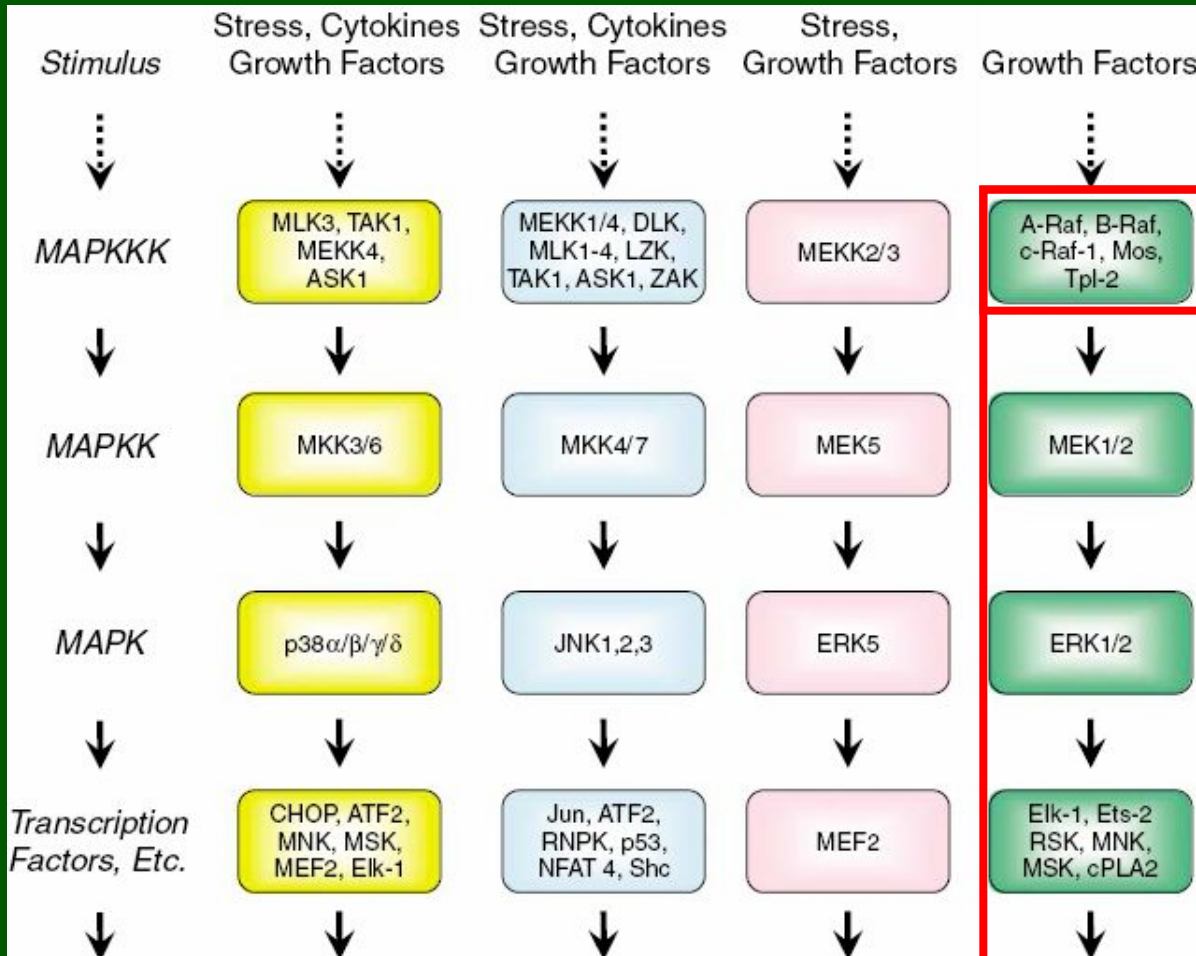 Stimulus
Stress, Cytokines
Growth Factors
Stress, Cytokines
Growth Factors
Stress,
Growth Factors
Growth Factors
MAPKKK
MLK3, TAK1,
MEKK4,
ASK1
MEKK1/4, DLK,
MLK1-4, LZK,
TAK1, ASK1, ZAK
MEKK2/3
A-Raf, B-Raf,
c-Raf-1, Mos,
Tpl-2
MAPKK
MKK3/6
MKK4/7
MEK5
MEK1/2
MAPK
p38α/β/γ/δ
JNK1,2,3
ERK5
ERK1/2
Transcription
Factors, Etc.
CHOP, ATF2,
MNK, MSK,
MEF2, Elk-1
Jun, ATF2,
RNPK, p53,
NFAT 4, Shc
MEF2
Elk-1, Ets-2
RSK, MNK,
MSK, cPLA2